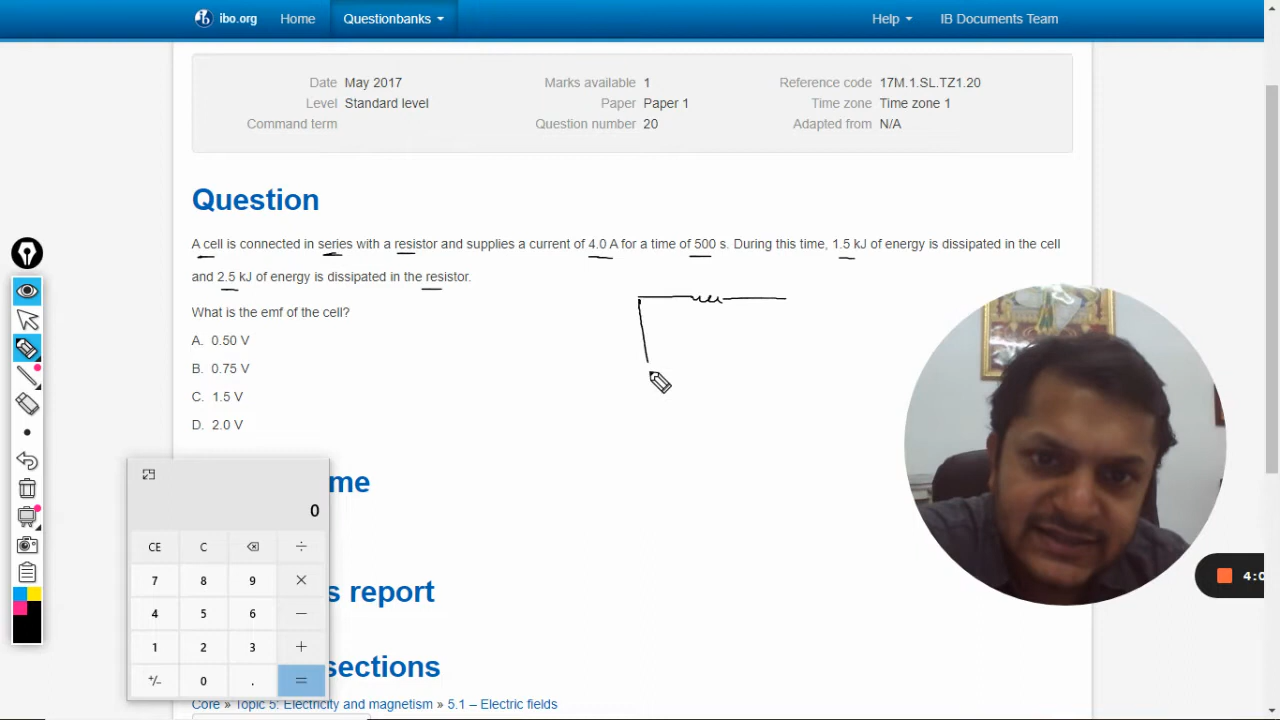 ibo.org Home Questionbanks Help IB Documents Team
Date May 2017 Marks available 1 Reference code 17M.1.SL.TZ1.20
Level Standard level Paper Paper 1 Time zone Time zone 1
Command term Question number 20 Adapted from N/A
Question
A cell is connected in series with a resistor and supplies a current of 4.0 A for a time of 500 s. During this time, 1.5 kJ of energy is dissipated in the cell
and 2.5 kJ of energy is dissipated in the resistor.
What is the emf of the cell?
A. 0.50 V
B. 0.75 V
C. 1.5 V
D. 2.0 V
me
0
CE C ÷
7 8 9 ×
s report
4 5 6 −
1 2 3 +
sections
+/− 0 . =
Core » Topic 5: Electricity and magnetism » 5.1 – Electric fields